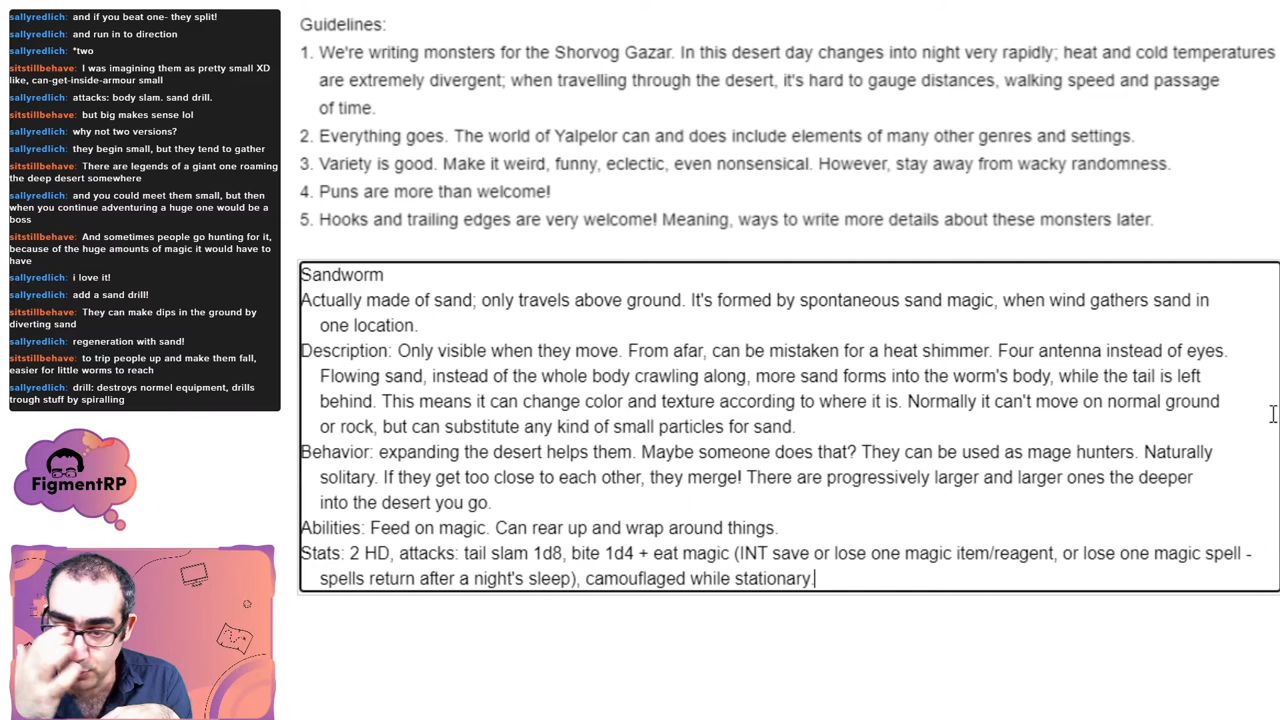 sallyredlich: and if you beat one- they split!
sallyredlich: and run in to direction
sallyredlich: *two
sitstillbehave: I was imagining them as pretty small XD
like, can-get-inside-armour small
sallyredlich: attacks: body slam. sand drill.
sitstillbehave: but big makes sense lol
sallyredlich: why not two versions?
sallyredlich: they begin small, but they tend to gather
sitstillbehave: There are legends of a giant one roaming
the deep desert somewhere
sallyredlich: and you could meet them small, but then
when you continue adventuring a huge one would be a
boss
sitstillbehave: And sometimes people go hunting for it,
because of the huge amounts of magic it would have to
have
sallyredlich: i love it!
sallyredlich: add a sand drill!
sitstillbehave: They can make dips in the ground by
diverting sand
sallyredlich: regeneration with sand!
sitstillbehave: to trip people up and make them fall,
easier for little worms to reach
sallyredlich: drill: destroys normel equipment, drills
trough stuff by spiralling
FigmentRP
Guidelines:
1. We're writing monsters for the Shorvog Gazar. In this desert day changes into night very rapidly; heat and cold temperatures
are extremely divergent; when travelling through the desert, it's hard to gauge distances, walking speed and passage
of time.
2. Everything goes. The world of Yalpelor can and does include elements of many other genres and settings.
3. Variety is good. Make it weird, funny, eclectic, even nonsensical. However, stay away from wacky randomness.
4. Puns are more than welcome!
5. Hooks and trailing edges are very welcome! Meaning, ways to write more details about these monsters later.
Sandworm
Actually made of sand; only travels above ground. It's formed by spontaneous sand magic, when wind gathers sand in
one location.
Description: Only visible when they move. From afar, can be mistaken for a heat shimmer. Four antenna instead of eyes.
Flowing sand, instead of the whole body crawling along, more sand forms into the worm's body, while the tail is left
behind. This means it can change color and texture according to where it is. Normally it can't move on normal ground
or rock, but can substitute any kind of small particles for sand.
Behavior: expanding the desert helps them. Maybe someone does that? They can be used as mage hunters. Naturally
solitary. If they get too close to each other, they merge! There are progressively larger and larger ones the deeper
into the desert you go.
Abilities: Feed on magic. Can rear up and wrap around things.
Stats: 2 HD, attacks: tail slam 1d8, bite 1d4 + eat magic (INT save or lose one magic item/reagent, or lose one magic spell -
spells return after a night's sleep), camouflaged while stationary.